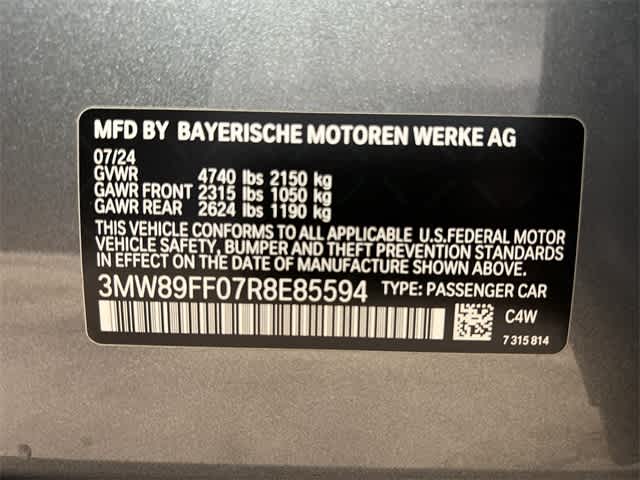 MFD BY BAYERISCHE MOTOREN WERKE AG
07/24
GVWR 4740 lbs 2150 kg
GAWR FRONT 2315 lbs 1050 kg
GAWR REAR 2624 lbs 1190 kg
THIS VEHICLE CONFORMS TO ALL APPLICABLE U.S.FEDERAL MOTOR
VEHICLE SAFETY, BUMPER AND THEFT PREVENTION STANDARDS
IN EFFECT ON THE DATE OF MANUFACTURE SHOWN ABOVE.
3MW89FF07R8E85594 TYPE: PASSENGER CAR
C4W
7 315 814